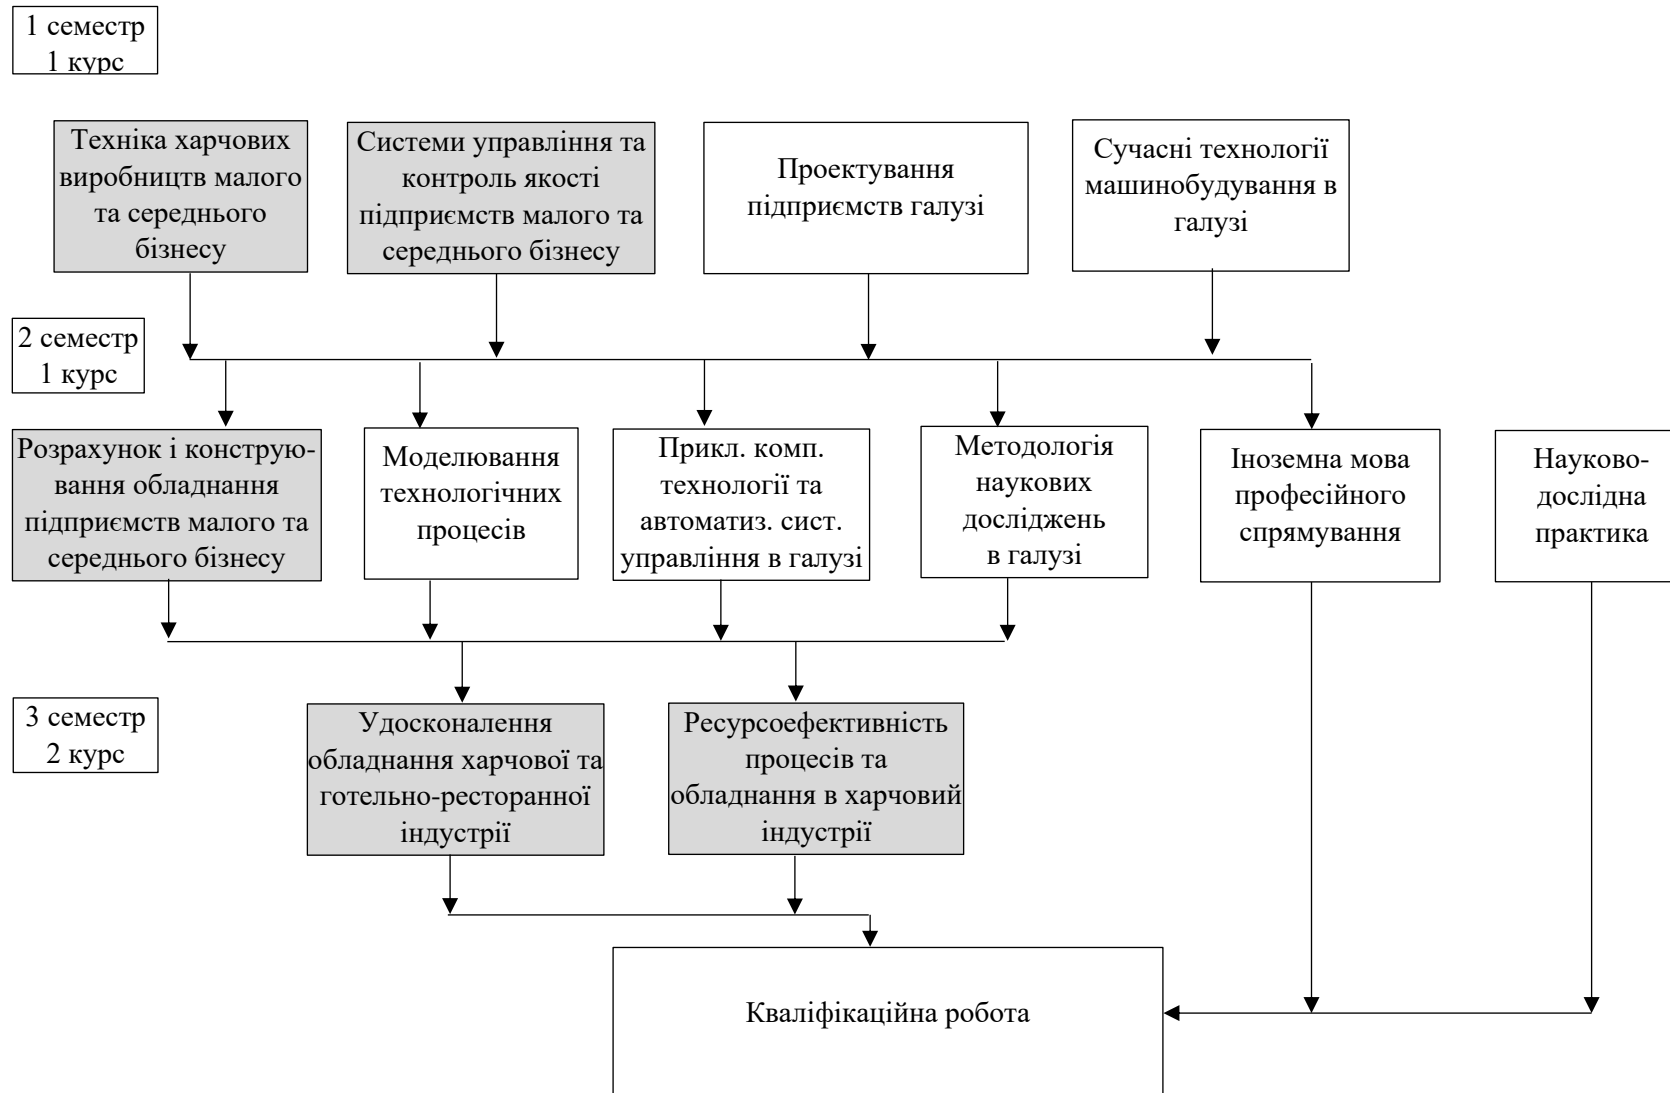 1 семестр
1 курс
Техніка харчових
виробництв малого
та середнього
бізнесу
Системи управління та
контроль якості
підприємств малого та
середнього бізнесу
Проектування
підприємств галузі
Сучасні технології
машинобудування в
галузі
2 семестр
1 курс
Розрахунок і конструю-
вання обладнання
підприємств малого та
середнього бізнесу
Моделювання
технологічних
процесів
Прикл. комп.
технології та
автоматиз. сист.
управління в галузі
Методологія
наукових
досліджень
в галузі
Іноземна мова
професійного
спрямування
Науково-
дослідна
практика
3 семестр
2 курс
Удосконалення
обладнання харчової та
готельно-ресторанної
індустрії
Ресурсоефективність
процесів та
обладнання в харчовий
індустрії
Кваліфікаційна робота